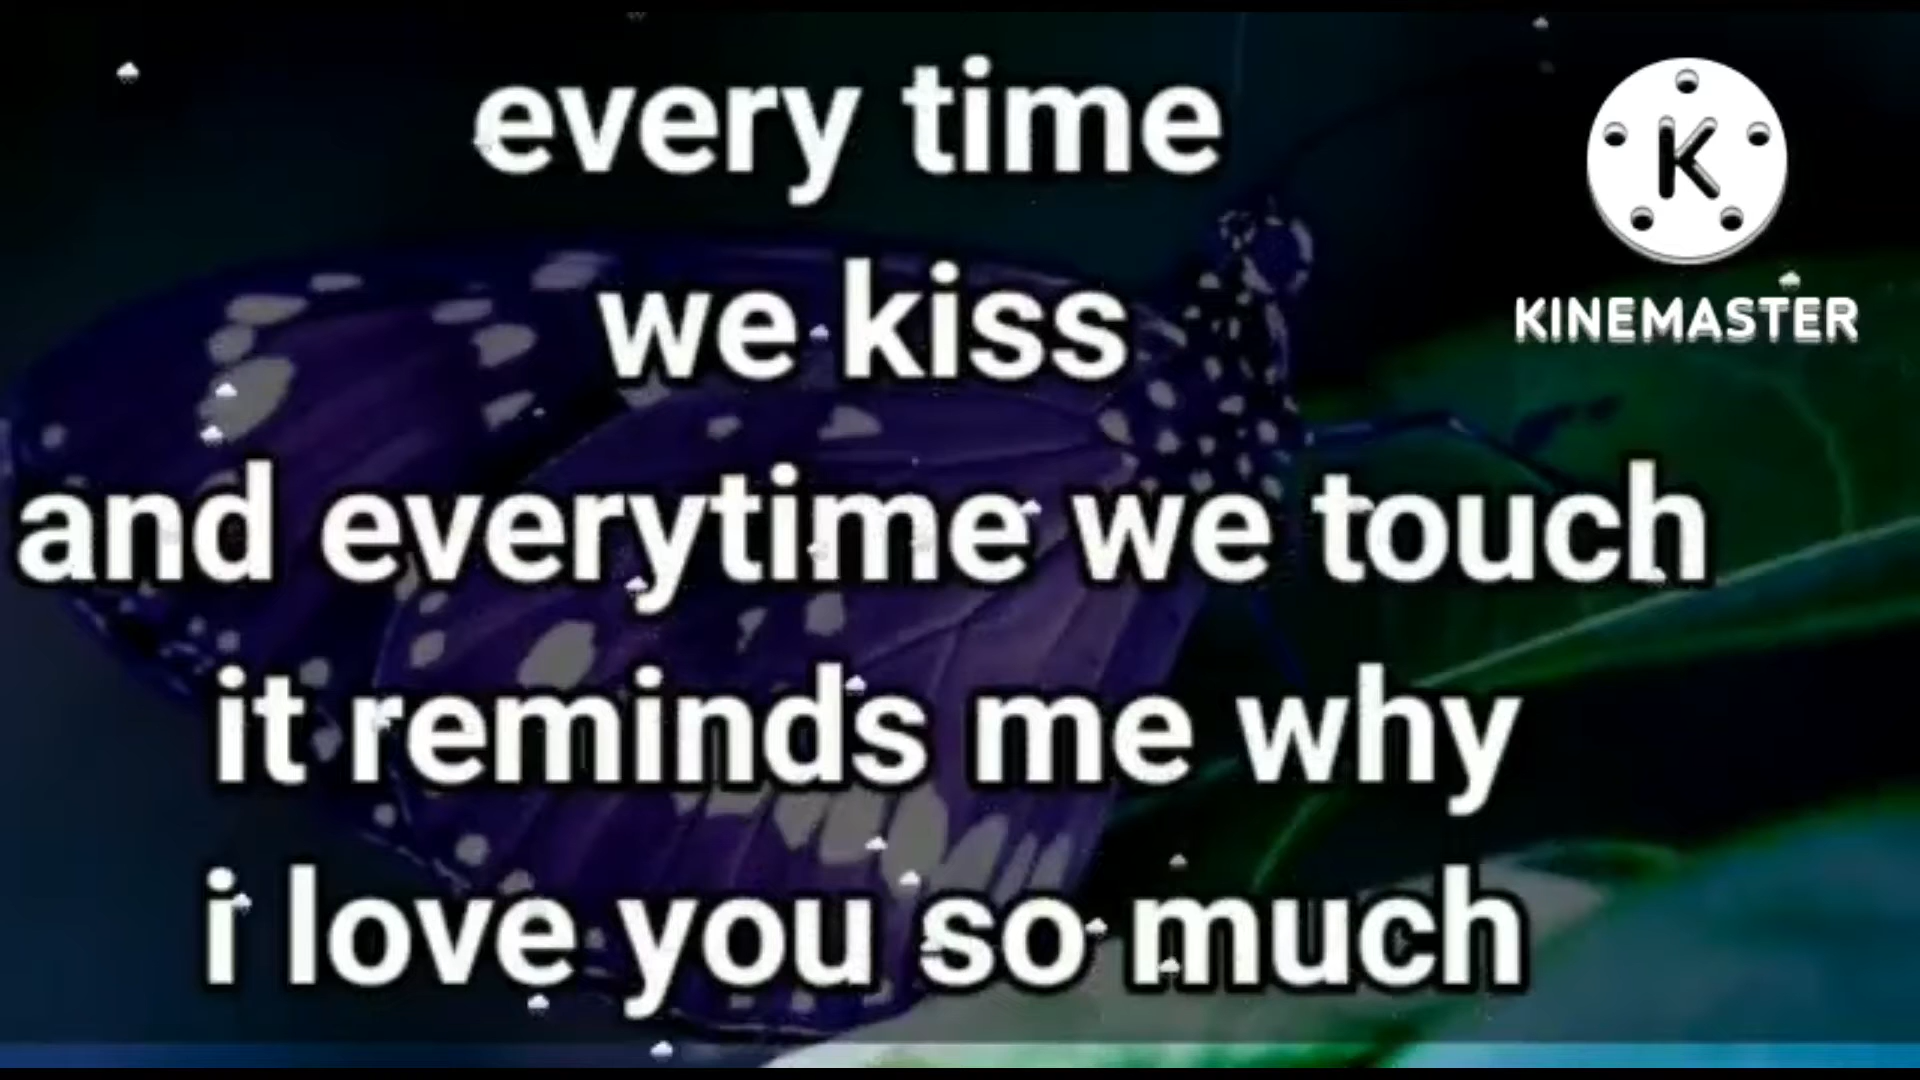 every time
K
we kiss
KINEMASTER
and everytime we touch
it reminds me why
i love you so much